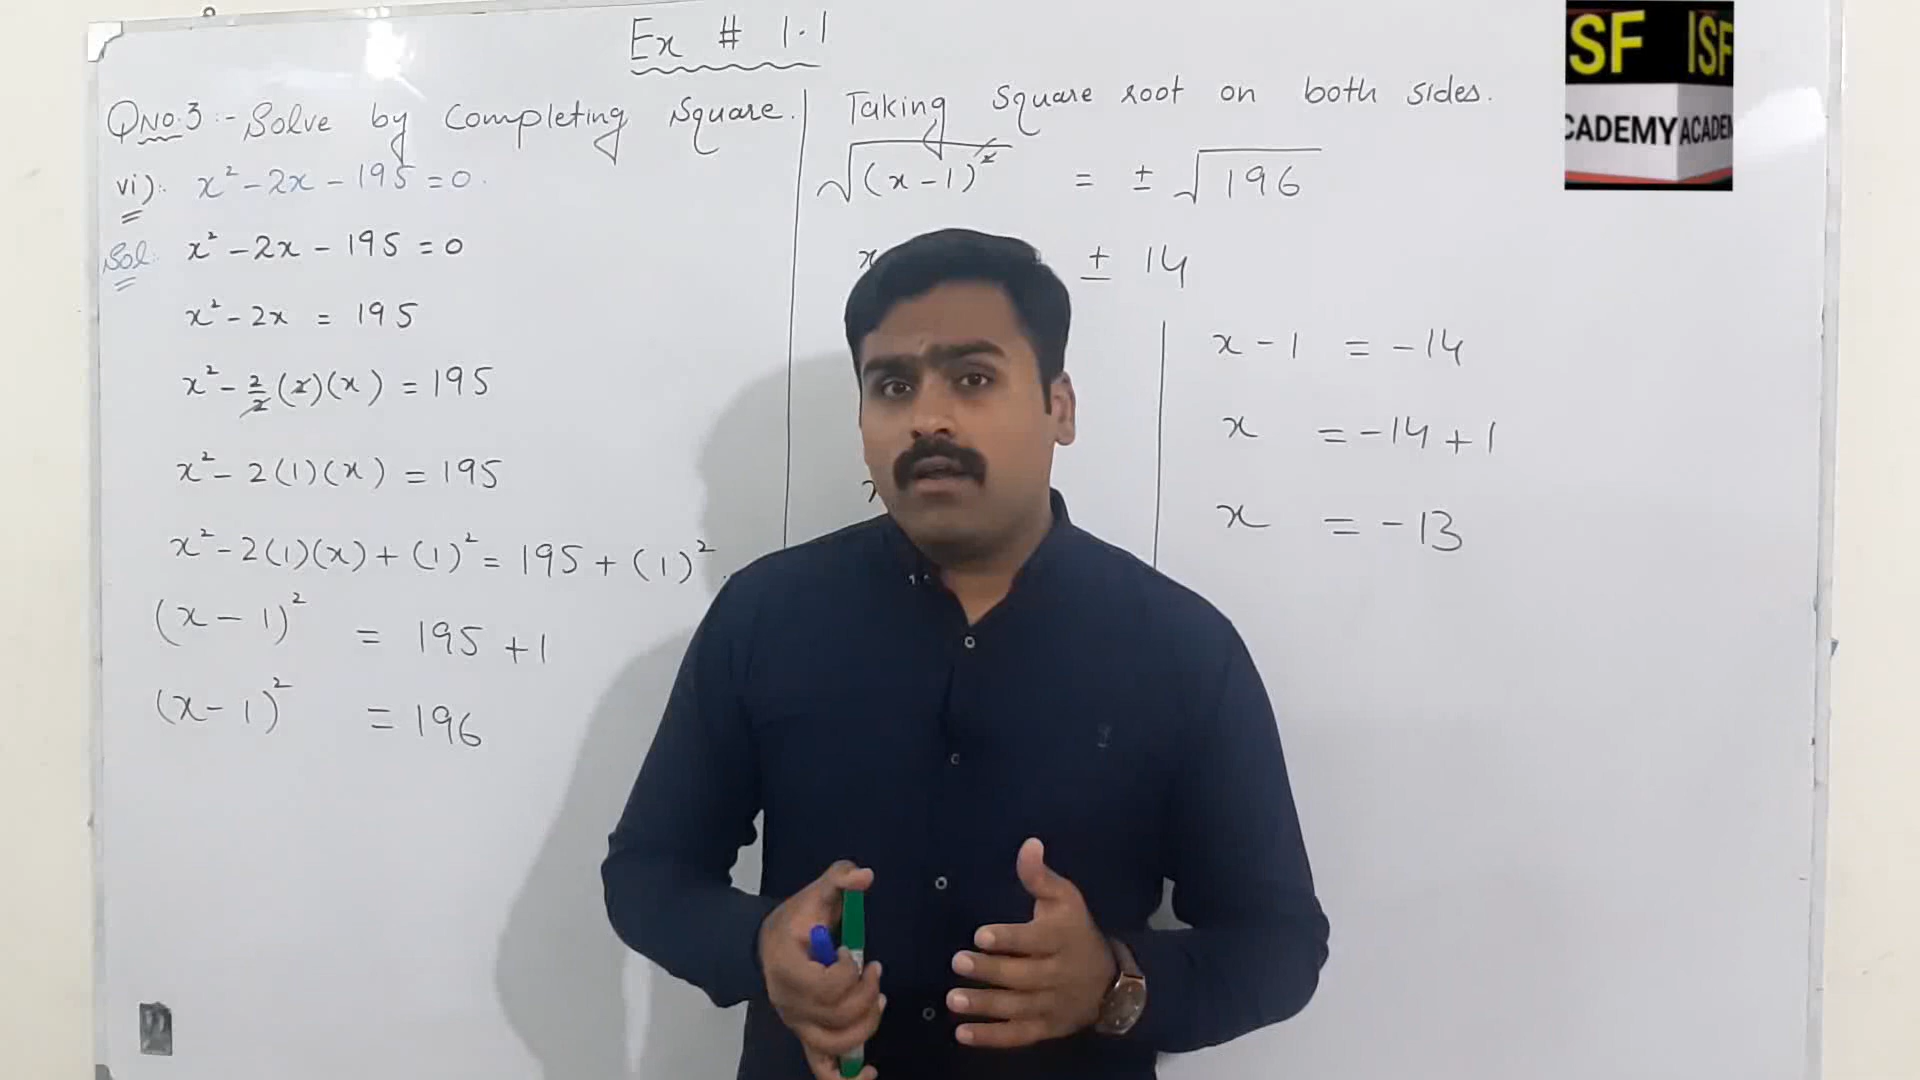 Ex # 1.1
QNO.3:- Solve by Completing Square.
vi):. x² - 2x - 195 = 0.
Sol: x² - 2x - 195 = 0
x² - 2x = 195
x² - 2/2 (2)(x) = 195
x² - 2(1)(x) = 195
x² - 2(1)(x) + (1)² = 195 + (1)².
(x - 1)² = 195 + 1
(x - 1)² = 196
Taking Square root on both sides.
√(x - 1)² = ± √196
x ± 14
x - 1 = -14
x = -14 + 1
x = -13
SF ISF
CADEMY ACADEM